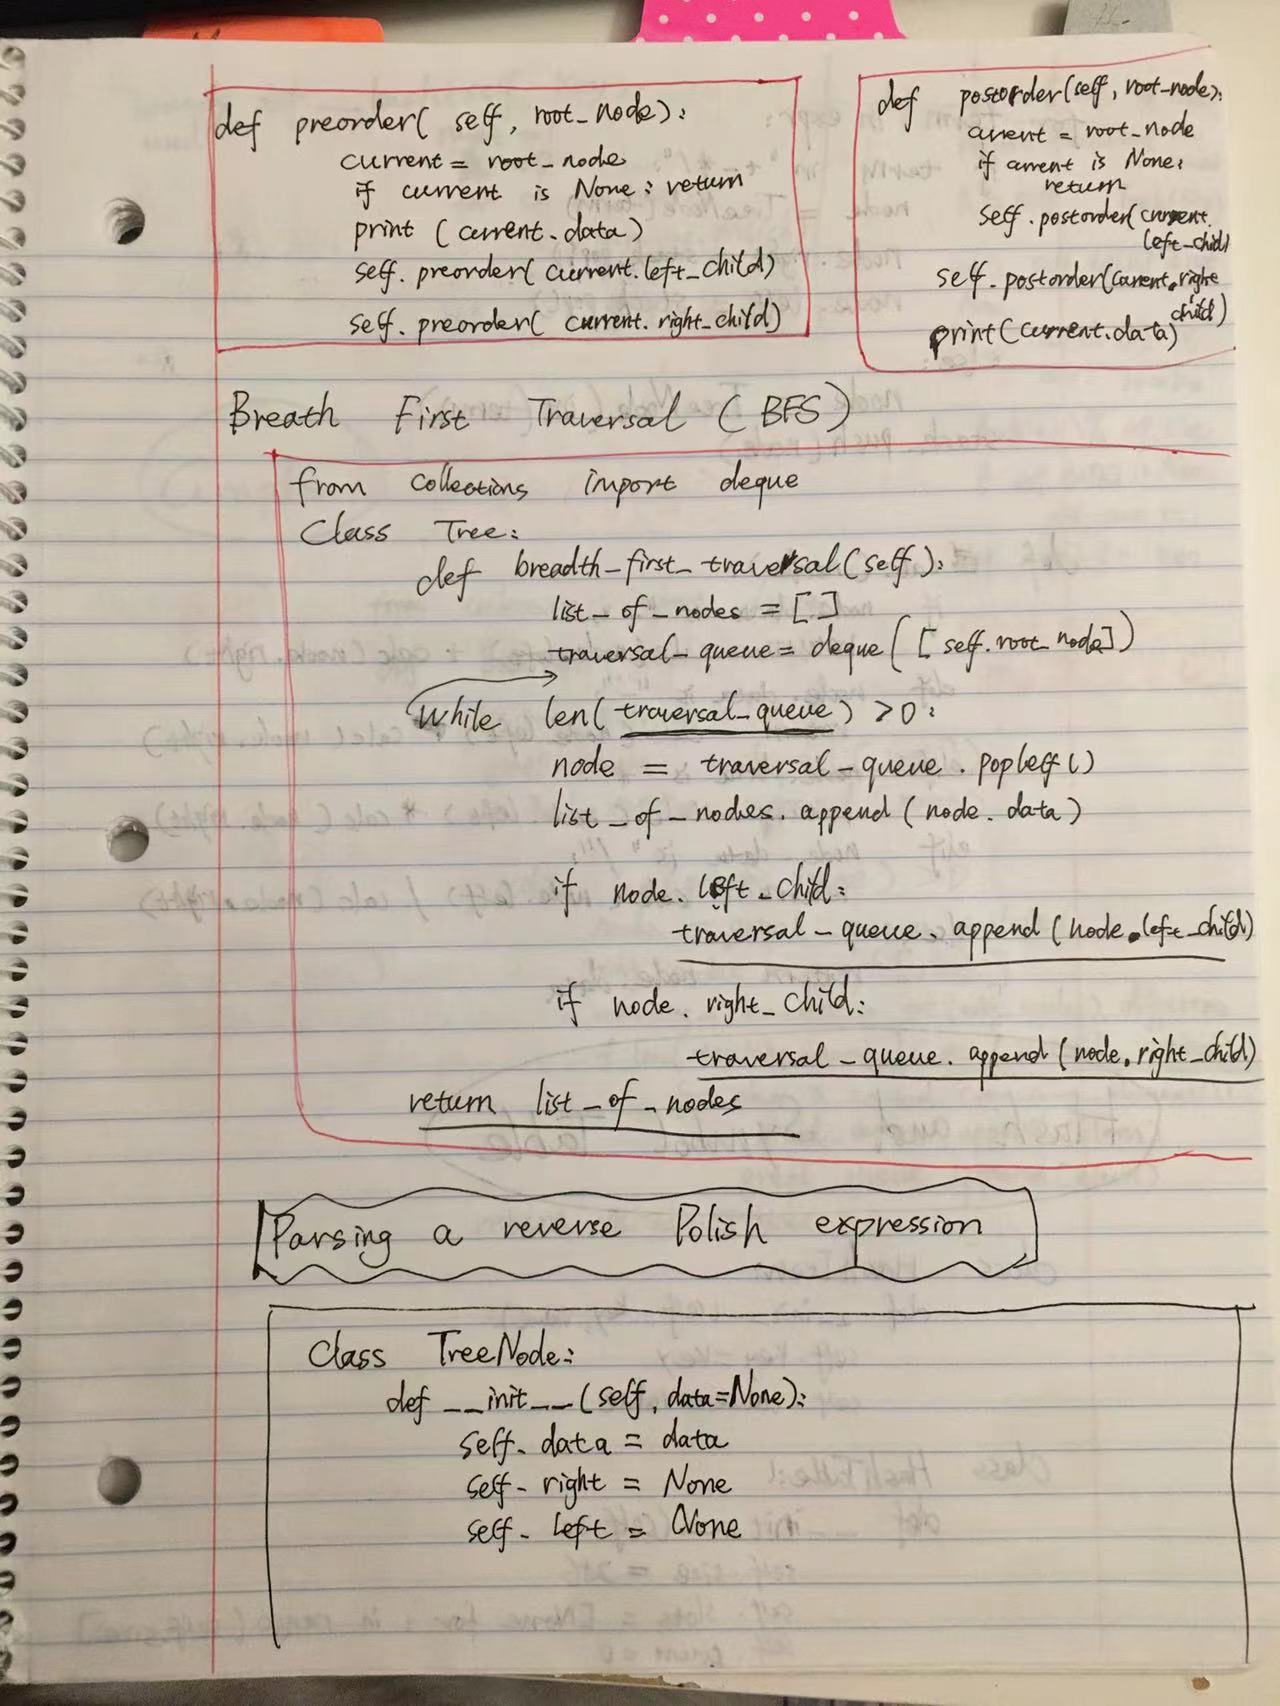 def preorder( self, root_node):
current = root_node
if current is None: return
print (current.data)
self. preorder( current.left_child)
self. preorder( current. right_child)
def postorder(self, root-node):
current = root_node
if current is None:
return
self. postorder(current.
left_child)
self. postorder(current.right
child)
print(current.data)
Breath First Traversal (BFS)
from collections import deque
Class Tree:
def breadth_first_traversal(self):
list_of_nodes = []
traversal_queue = deque([self.root_node])
while len(traversal_queue) >0:
node = traversal_queue.popleft()
list_of_nodes.append(node.data)
if node.left_child:
traversal_queue.append(node.left_child)
if node.right_child:
traversal_queue.append(node.right_child)
return list_of_nodes
Parsing a reverse Polish expression
Class TreeNode:
def __init__(self, data=None):
self. data = data
self. right = None
self. left = None